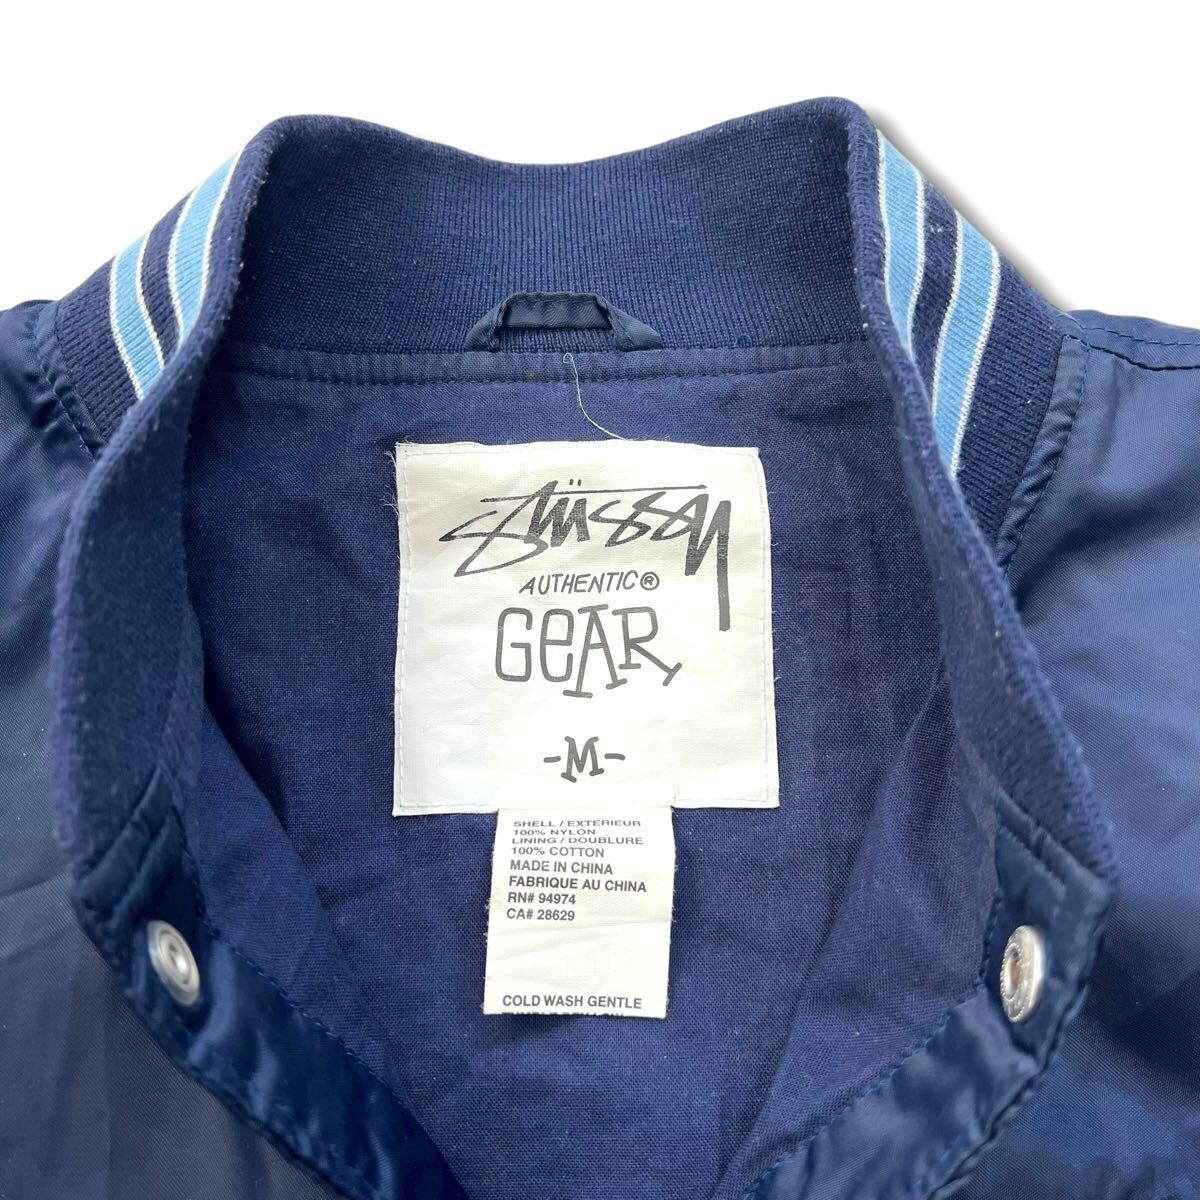 Stüssy
AUTHENTIC®
GEAR
-M-
SHELL / EXTERIEUR
100% NYLON
LINING / DOUBLURE
100% COTTON
MADE IN CHINA
FABRIQUE AU CHINA
RN# 94974
CA# 28629
COLD WASH GENTLE